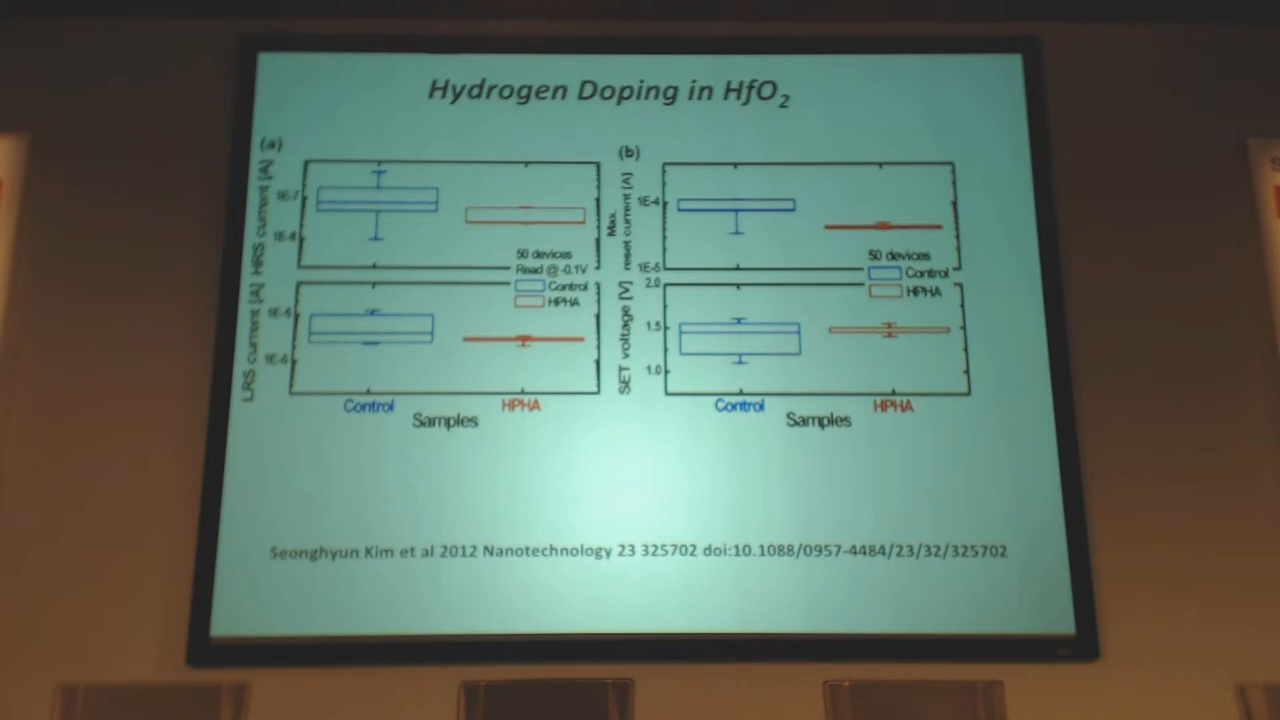 Hydrogen Doping in HfO2
(a)
HRS current [A]
1E-7
1E-8
50 devices
Read @ -0.1V
Control
HPHA
LRS current [A]
1E-5
1E-6
Control
HPHA
Samples
(b)
Max.
reset current (A)
1E-4
1E-5
50 devices
Control
HPHA
SET voltage [V]
2.0
1.5
1.0
Control
HPHA
Samples
Seonghyun Kim et al 2012 Nanotechnology 23 325702 doi:10.1088/0957-4484/23/32/325702